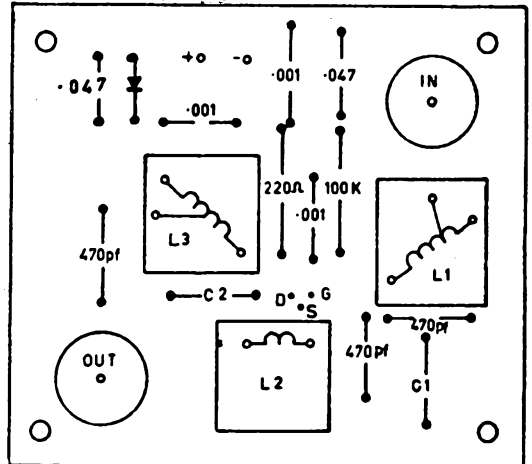 + -
.047
.001
.047
IN
.001
220Ω
100K
.001
L3
L1
470pf
C2
D
G
S
470pf
470pf
OUT
L2
C1